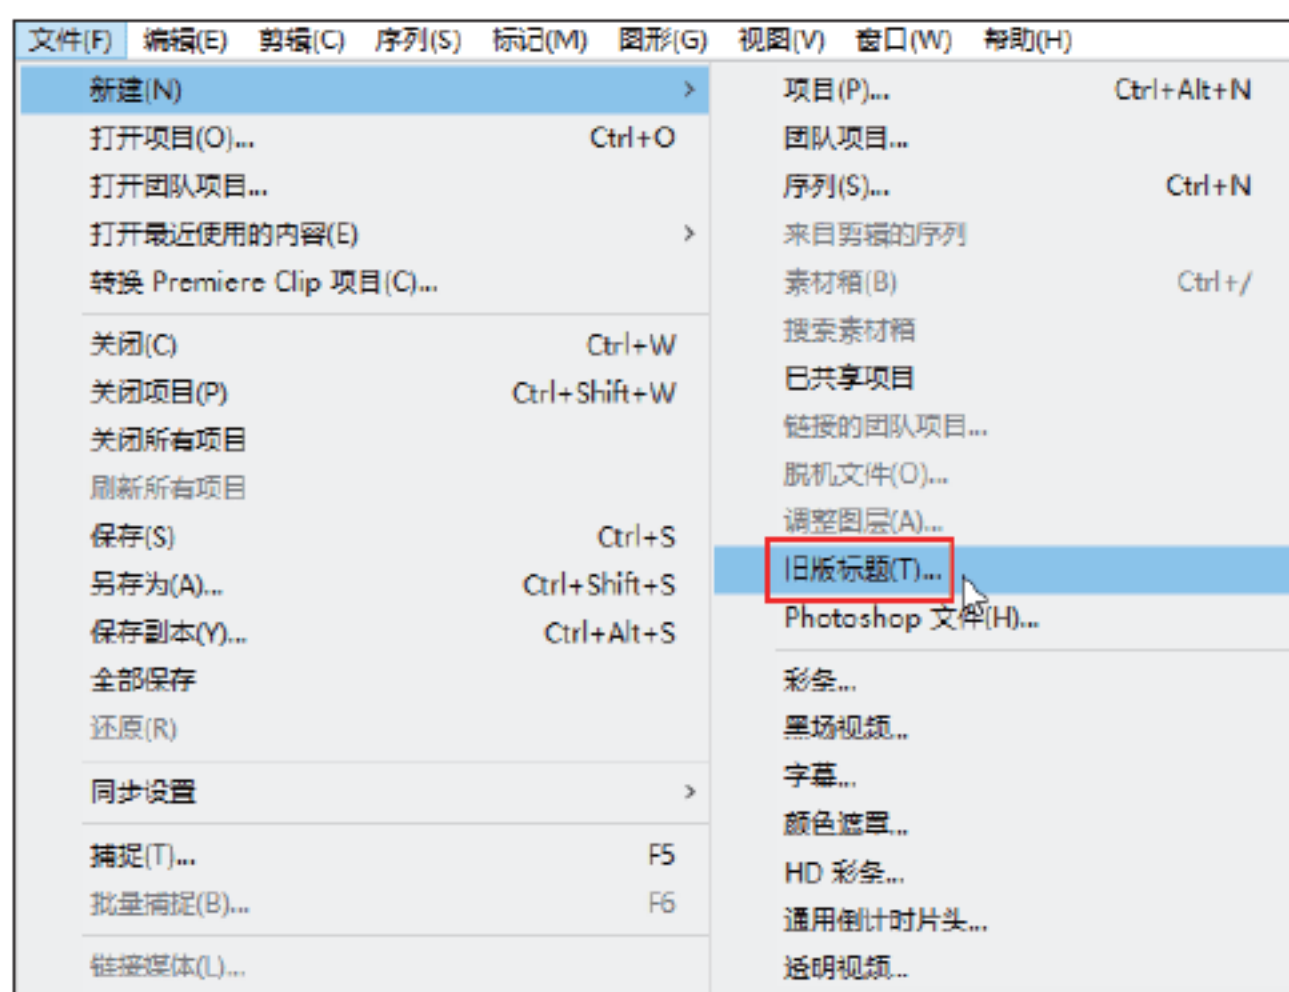 文件(F) 编辑(E) 剪辑(C) 序列(S) 标记(M) 图形(G) 视图(V) 窗口(W) 帮助(H)
新建(N) >
打开项目(O)... Ctrl+O
打开团队项目...
打开最近使用的内容(E) >
转换 Premiere Clip 项目(C)...
关闭(C) Ctrl+W
关闭项目(P) Ctrl+Shift+W
关闭所有项目
刷新所有项目
保存(S) Ctrl+S
另存为(A)... Ctrl+Shift+S
保存副本(Y)... Ctrl+Alt+S
全部保存
还原(R)
同步设置 >
捕捉(T)... F5
批量捕捉(B)... F6
链接媒体(L)...
项目(P)... Ctrl+Alt+N
团队项目...
序列(S)... Ctrl+N
来自剪辑的序列
素材箱(B) Ctrl+/
搜索素材箱
已共享项目
链接的团队项目...
脱机文件(O)...
调整图层(A)...
旧版标题(T)...
Photoshop 文件(H)...
彩条...
黑场视频...
字幕...
颜色遮罩...
HD 彩条...
通用倒计时片头...
透明视频...